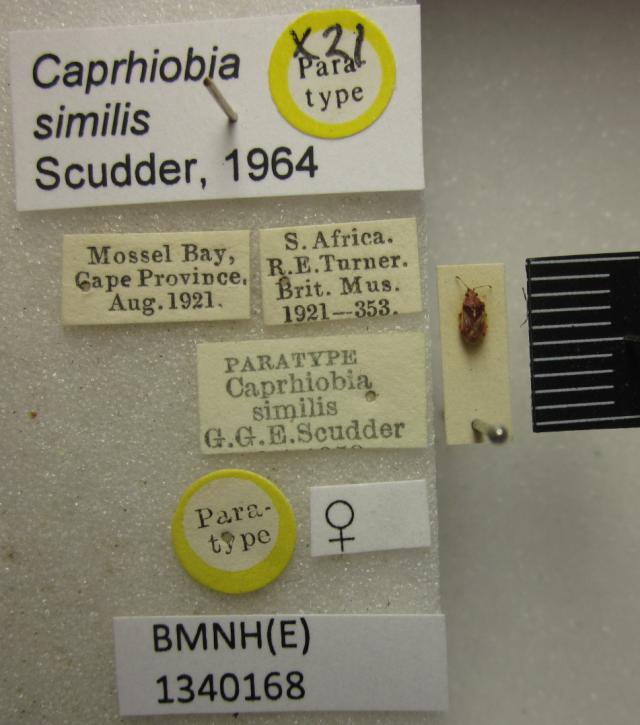 Caprhiobia
similis
Scudder, 1964
X21
Para
type
Mossel Bay,
Cape Province.
Aug. 1921.
S. Africa.
R.E.Turner.
Brit. Mus.
1921—353.
PARATYPE
Caprhiobia
similis
G.G.E.Scudder
Para-
type
♀
BMNH(E)
1340168